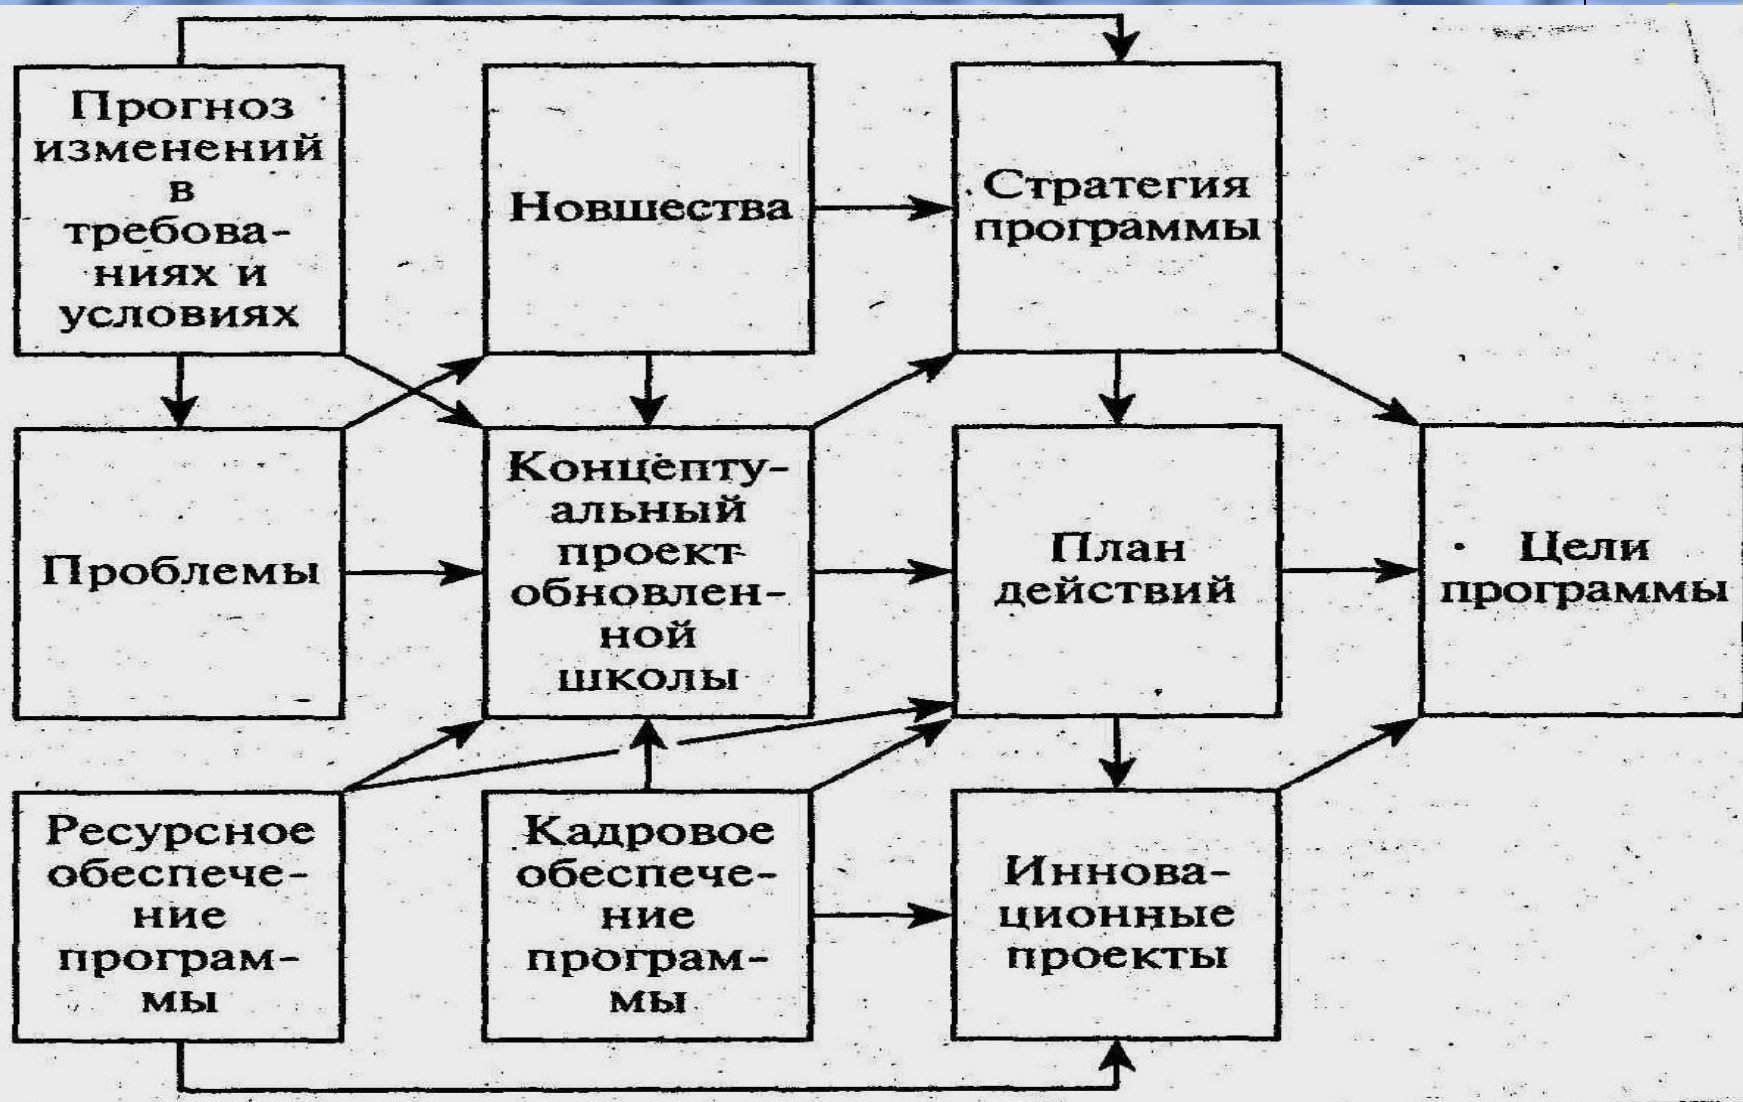 Прогноз
изменений
в
требова-
ниях и
условиях
Новшества
Стратегия
программы
Проблемы
Концепту-
альный
проект
обновлен-
ной
школы
План
действий
Цели
программы
Ресурсное
обеспече-
ние
програм-
мы
Кадровое
обеспече-
ние
програм-
мы
Иннова-
ционные
проекты